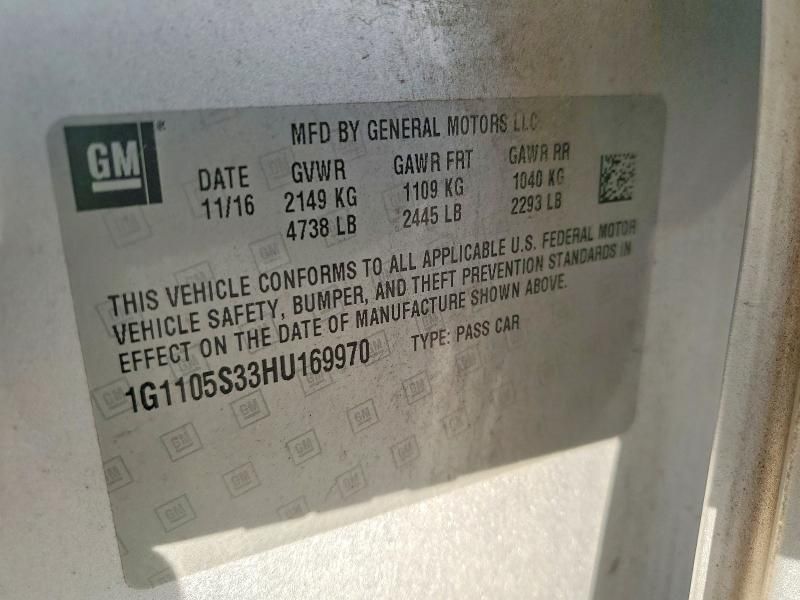 GM
MFD BY GENERAL MOTORS LLC
DATE GVWR GAWR FRT GAWR RR
11/16 2149 KG 1109 KG 1040 KG
4738 LB 2445 LB 2293 LB
THIS VEHICLE CONFORMS TO ALL APPLICABLE U.S. FEDERAL MOTOR
VEHICLE SAFETY, BUMPER, AND THEFT PREVENTION STANDARDS IN
EFFECT ON THE DATE OF MANUFACTURE SHOWN ABOVE.
1G1105S33HU169970 TYPE: PASS CAR